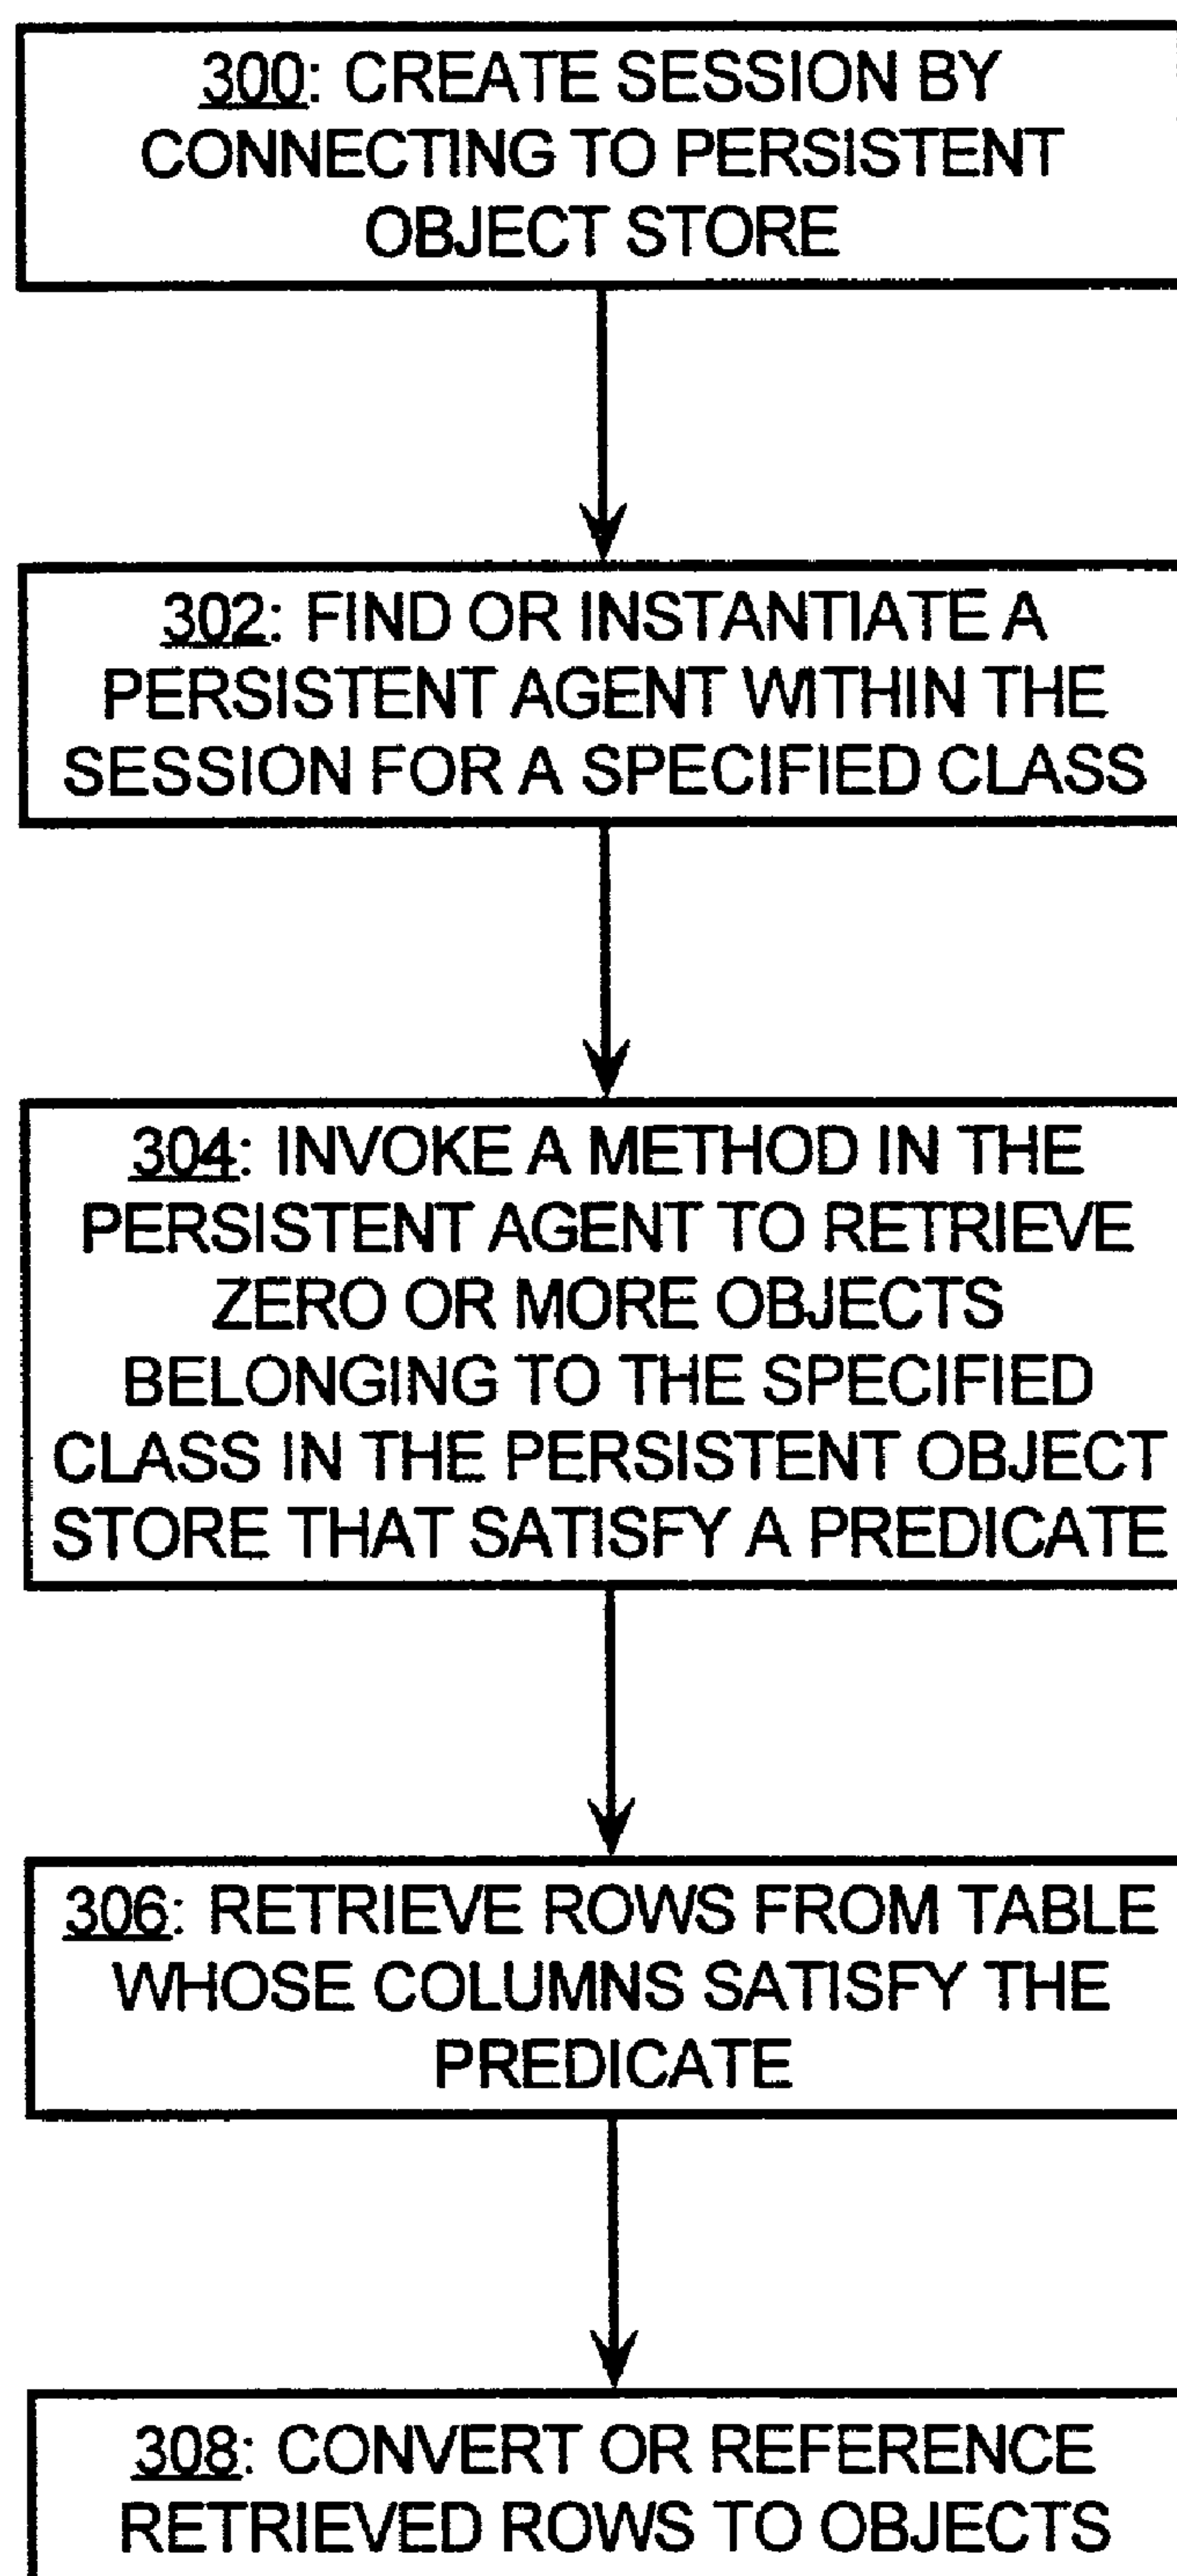 300: CREATE SESSION BY
CONNECTING TO PERSISTENT
OBJECT STORE
302: FIND OR INSTANTIATE A
PERSISTENT AGENT WITHIN THE
SESSION FOR A SPECIFIED CLASS
304: INVOKE A METHOD IN THE
PERSISTENT AGENT TO RETRIEVE
ZERO OR MORE OBJECTS
BELONGING TO THE SPECIFIED
CLASS IN THE PERSISTENT OBJECT
STORE THAT SATISFY A PREDICATE
306: RETRIEVE ROWS FROM TABLE
WHOSE COLUMNS SATISFY THE
PREDICATE
308: CONVERT OR REFERENCE
RETRIEVED ROWS TO OBJECTS